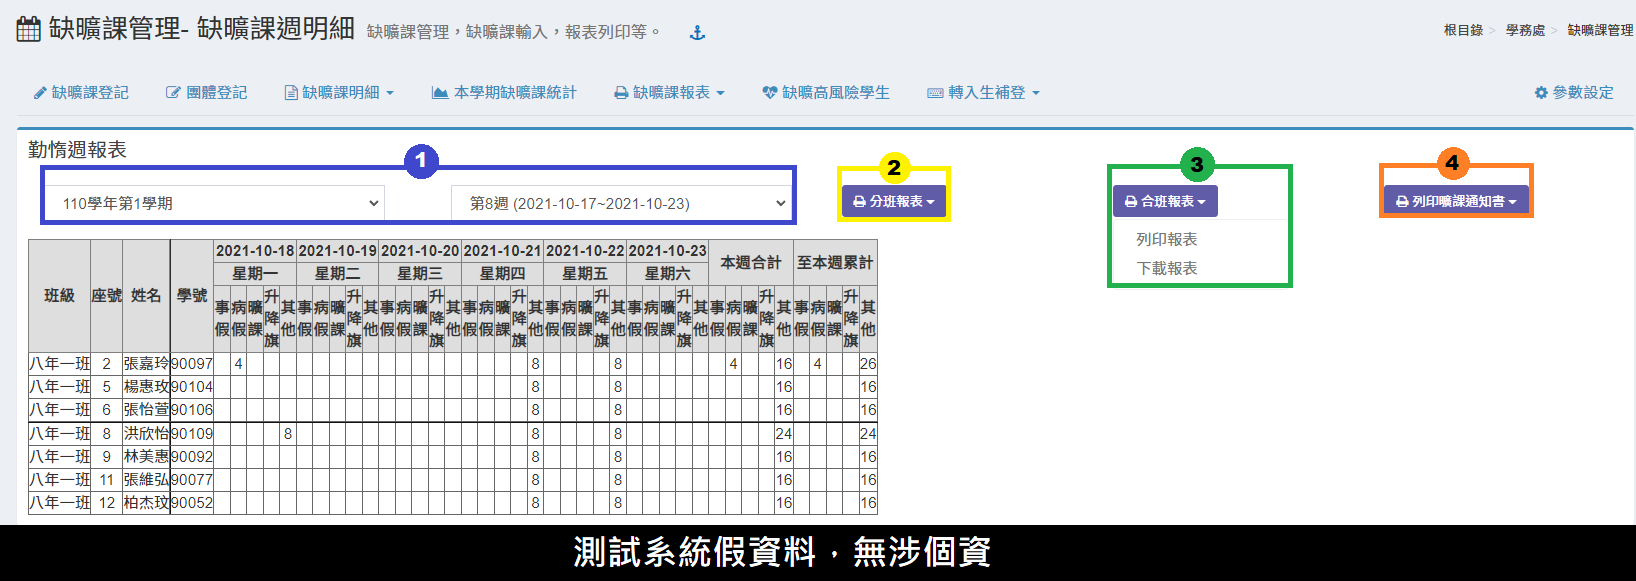 缺曠課管理- 缺曠課週明細 缺曠課管理，缺曠課輸入，報表列印等。
根目錄 > 學務處 > 缺曠課管理
缺曠課登記 團體登記 缺曠課明細 本學期缺曠課統計 缺曠課報表 缺曠高風險學生 轉入生補登 參數設定
勤惰週報表
1 2 3 4
110學年第1學期 第8週 (2021-10-17~2021-10-23) 分班報表 合班報表 列印曠課通知書
列印報表
下載報表
班級 座號 姓名 學號 2021-10-18 2021-10-19 2021-10-20 2021-10-21 2021-10-22 2021-10-23 本週合計 至本週累計
星期一 星期二 星期三 星期四 星期五 星期六
事假 病假 曠課 升降旗 其他 事假 病假 曠課 升降旗 其他 事假 病假 曠課 升降旗 其他 事假 病假 曠課 升降旗 其他 事假 病假 曠課 升降旗 其他 事假 病假 曠課 升降旗 其他 事假 病假 曠課 升降旗 其他 事假 病假 曠課 升降旗 其他
八年一班 2 張嘉玲 90097 4 8 8 4 16 4 26
八年一班 5 楊惠玫 90104 8 8 16 16
八年一班 6 張怡萱 90106 8 8 16 16
八年一班 8 洪欣怡 90109 8 8 8 24 24
八年一班 9 林美惠 90092 8 8 16 16
八年一班 11 張維弘 90077 8 8 16 16
八年一班 12 柏杰玟 90052 8 8 16 16
測試系統假資料，無涉個資